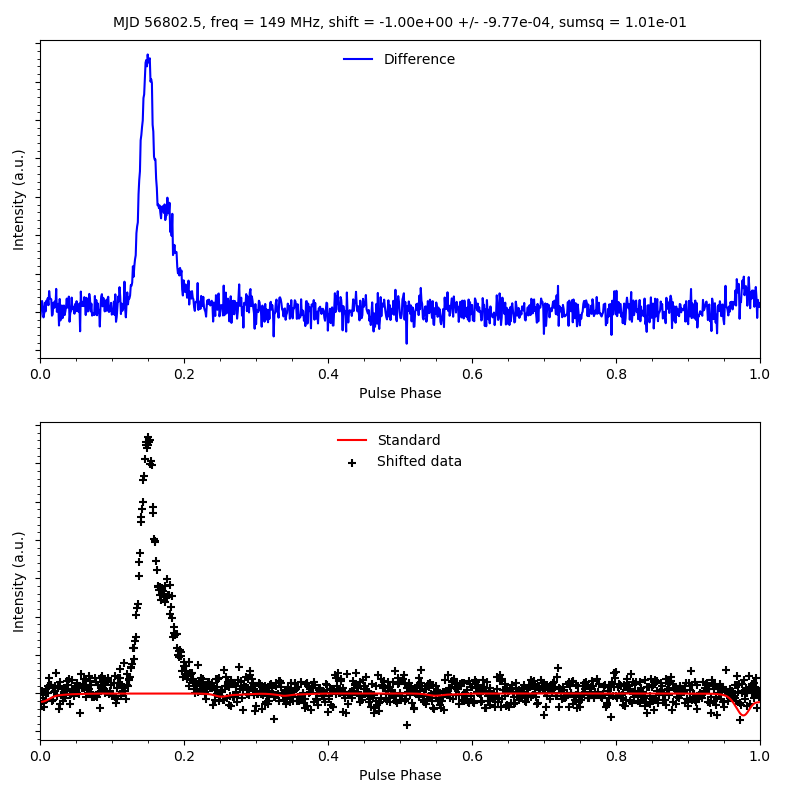 MJD 56802.5, freq = 149 MHz, shift = -1.00e+00 +/- -9.77e-04, sumsq = 1.01e-01
Difference
Intensity (a.u.)
0.0 0.2 0.4 0.6 0.8 1.0
Pulse Phase
Standard
Shifted data
Intensity (a.u.)
0.0 0.2 0.4 0.6 0.8 1.0
Pulse Phase